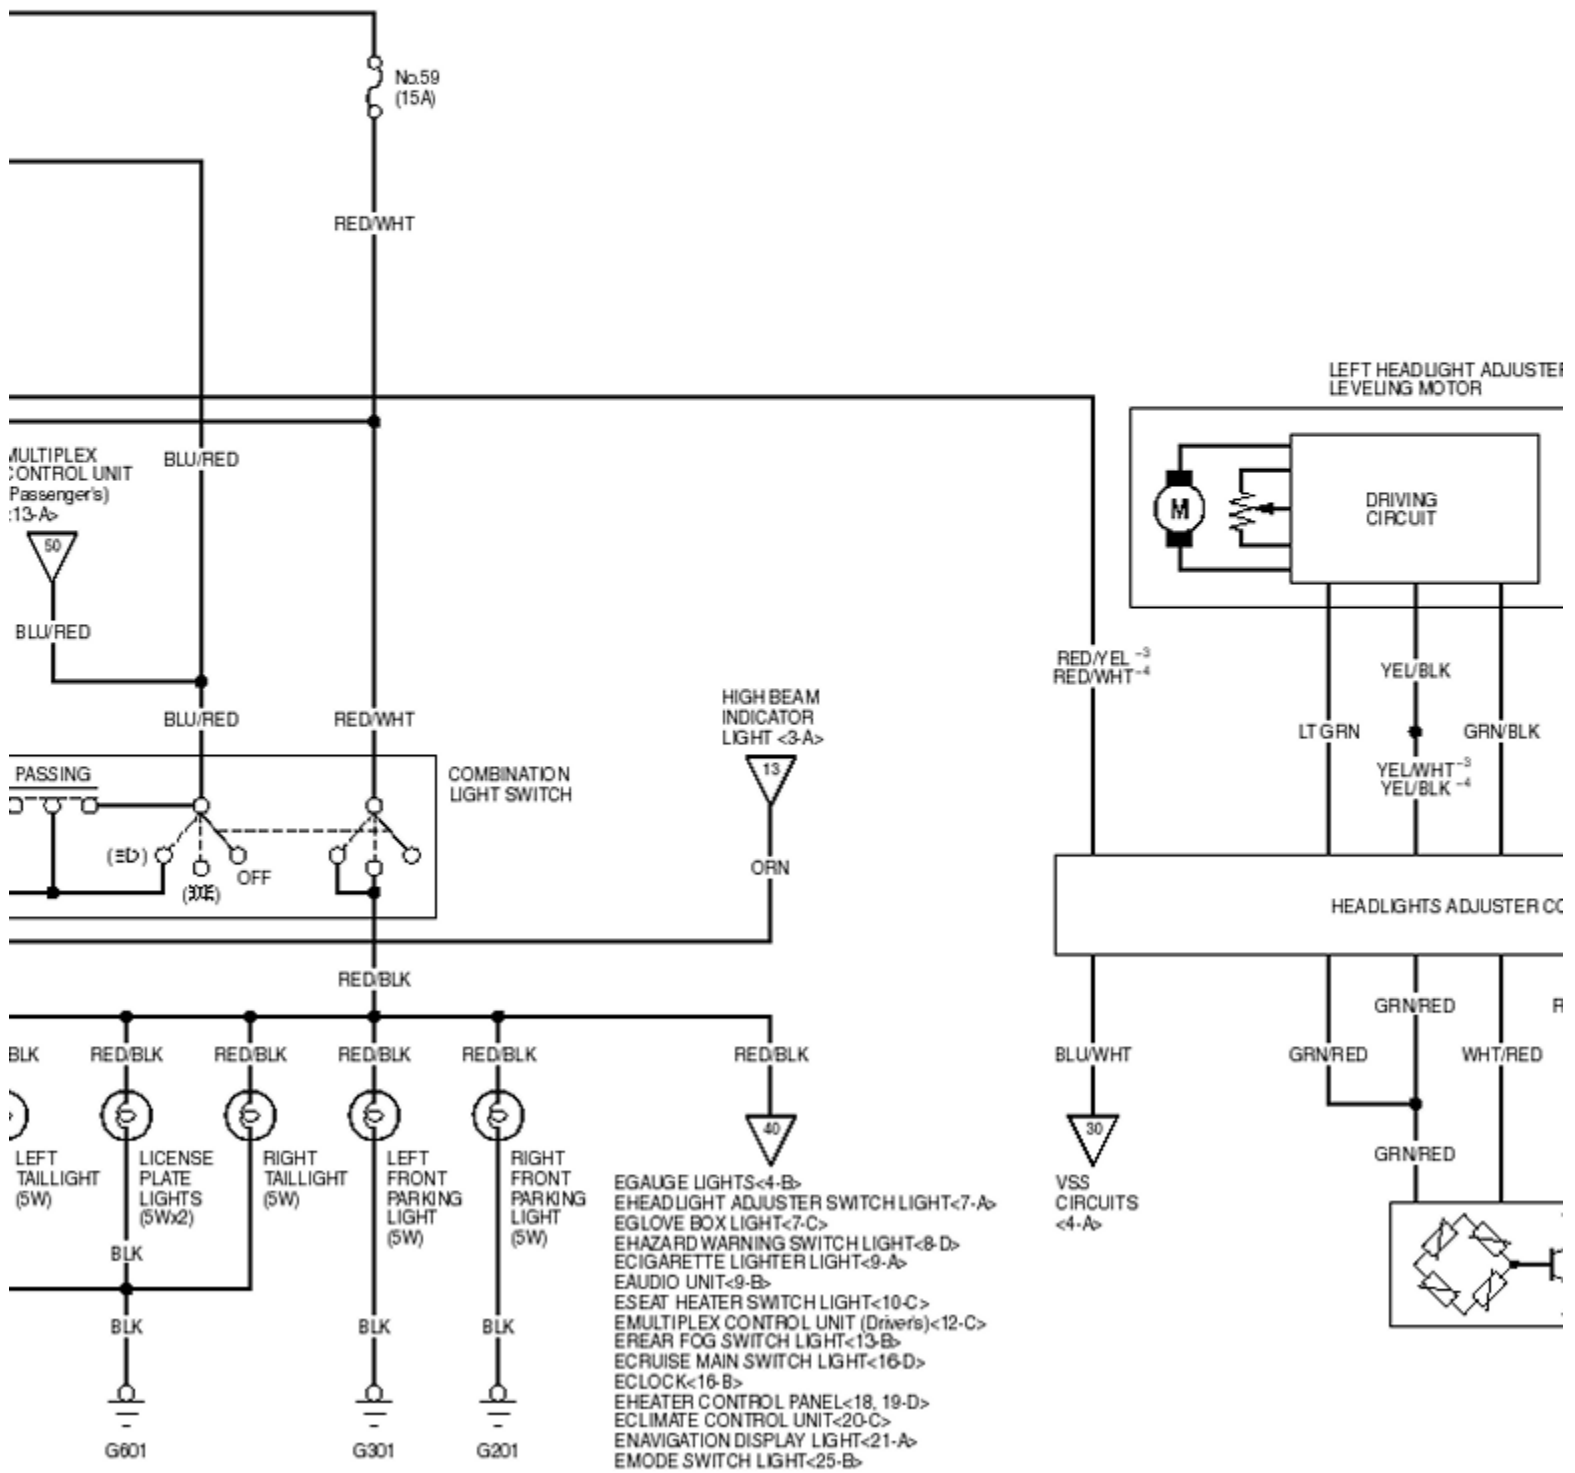 No.59
(15A)
RED/WHT
LEFT HEADLIGHT ADJUSTER
LEVELING MOTOR
MULTIPLEX
CONTROL UNIT
(Passenger's)
<13-A>
50
BLU/RED
BLU/RED
M
DRIVING
CIRCUIT
RED/YEL -3
RED/WHT -4
YEL/BLK
BLU/RED
RED/WHT
HIGH BEAM
INDICATOR
LIGHT <3-A>
13
LT GRN
GRN/BLK
YEL/WHT -3
YEL/BLK -4
PASSING
COMBINATION
LIGHT SWITCH
OFF
ORN
HEADLIGHTS ADJUSTER CO
RED/BLK
GRN/RED
R
BLK
RED/BLK
RED/BLK
RED/BLK
RED/BLK
RED/BLK
BLU/WHT
GRN/RED
WHT/RED
40
30
GRN/RED
LEFT
TAILLIGHT
(5W)
LICENSE
PLATE
LIGHTS
(5Wx2)
RIGHT
TAILLIGHT
(5W)
LEFT
FRONT
PARKING
LIGHT
(5W)
RIGHT
FRONT
PARKING
LIGHT
(5W)
EGAUGE LIGHTS<4-B>
EHEADLIGHT ADJUSTER SWITCH LIGHT<7-A>
EGLOVE BOX LIGHT<7-C>
EHAZARD WARNING SWITCH LIGHT<8-D>
ECIGARETTE LIGHTER LIGHT<9-A>
EAUDIO UNIT<9-B>
ESEAT HEATER SWITCH LIGHT<10-C>
EMULTIPLEX CONTROL UNIT (Driver's)<12-C>
EREAR FOG SWITCH LIGHT<13-B>
ECRUISE MAIN SWITCH LIGHT<16-D>
ECLOCK<16-B>
EHEATER CONTROL PANEL<18, 19-D>
ECLIMATE CONTROL UNIT<20-C>
ENAVIGATION DISPLAY LIGHT<21-A>
EMODE SWITCH LIGHT<25-B>
VSS
CIRCUITS
<4-A>
BLK
BLK
BLK
BLK
G601
G301
G201